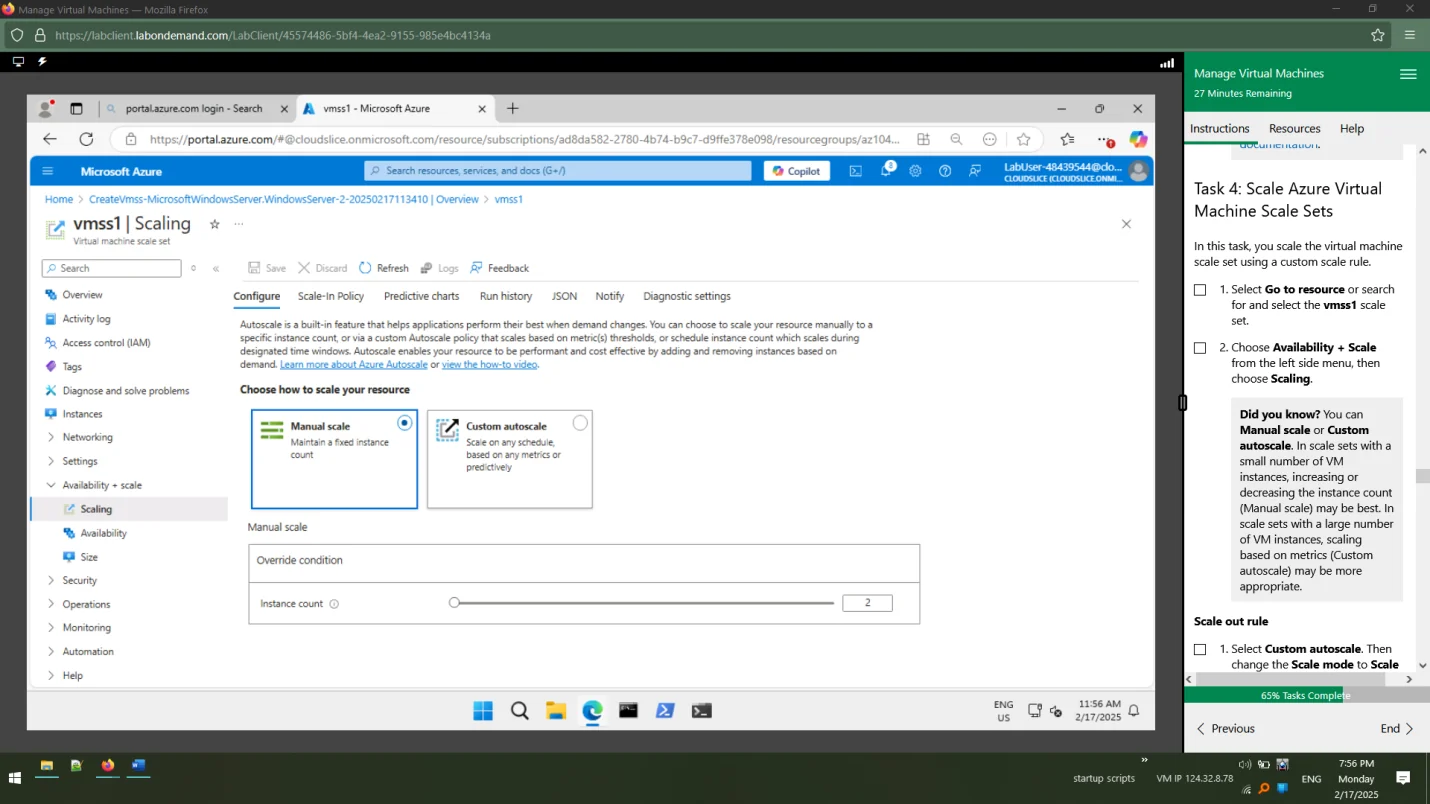 Manage Virtual Machines — Mozilla Firefox
https://labclient.labondemand.com/LabClient/45574486-5bf4-4ea2-9155-985e4bc4134a
portal.azure.com login - Search
vmss1 - Microsoft Azure
https://portal.azure.com/#@cloudslice.onmicrosoft.com/resource/subscriptions/ad8da582-2780-4b74-b9c7-d9ffe378e098/resourcegroups/az104...
Microsoft Azure
Search resources, services, and docs (G+/)
Copilot
LabUser-48439544@clo...
CLOUDSLICE (CLOUDSLICE.ONMI...
Home > CreateVmss-MicrosoftWindowsServer.WindowsServer-2-20250217113410 | Overview > vmss1
vmss1 | Scaling
Virtual machine scale set
Search
Save
Discard
Refresh
Logs
Feedback
Overview
Activity log
Access control (IAM)
Tags
Diagnose and solve problems
Instances
Networking
Settings
Availability + scale
Scaling
Availability
Size
Security
Operations
Monitoring
Automation
Help
Configure
Scale-In Policy
Predictive charts
Run history
JSON
Notify
Diagnostic settings
Autoscale is a built-in feature that helps applications perform their best when demand changes. You can choose to scale your resource manually to a
specific instance count, or via a custom Autoscale policy that scales based on metric(s) thresholds, or schedule instance count which scales during
designated time windows. Autoscale enables your resource to be performant and cost effective by adding and removing instances based on
demand. Learn more about Azure Autoscale or view the how-to video.
Choose how to scale your resource
Manual scale
Maintain a fixed instance
count
Custom autoscale
Scale on any schedule,
based on any metrics or
predictively
Manual scale
Override condition
Instance count
2
ENG
US
11:56 AM
2/17/2025
Manage Virtual Machines
27 Minutes Remaining
Instructions
Resources
Help
documentation.
Task 4: Scale Azure Virtual
Machine Scale Sets
In this task, you scale the virtual machine
scale set using a custom scale rule.
1. Select Go to resource or search
for and select the vmss1 scale
set.
2. Choose Availability + Scale
from the left side menu, then
choose Scaling.
Did you know? You can
Manual scale or Custom
autoscale. In scale sets with a
small number of VM
instances, increasing or
decreasing the instance count
(Manual scale) may be best. In
scale sets with a large number
of VM instances, scaling
based on metrics (Custom
autoscale) may be more
appropriate.
Scale out rule
1. Select Custom autoscale. Then
change the Scale mode to Scale
65% Tasks Complete
Previous
End
startup scripts
VM IP 124.32.8.78
ENG
7:56 PM
Monday
2/17/2025